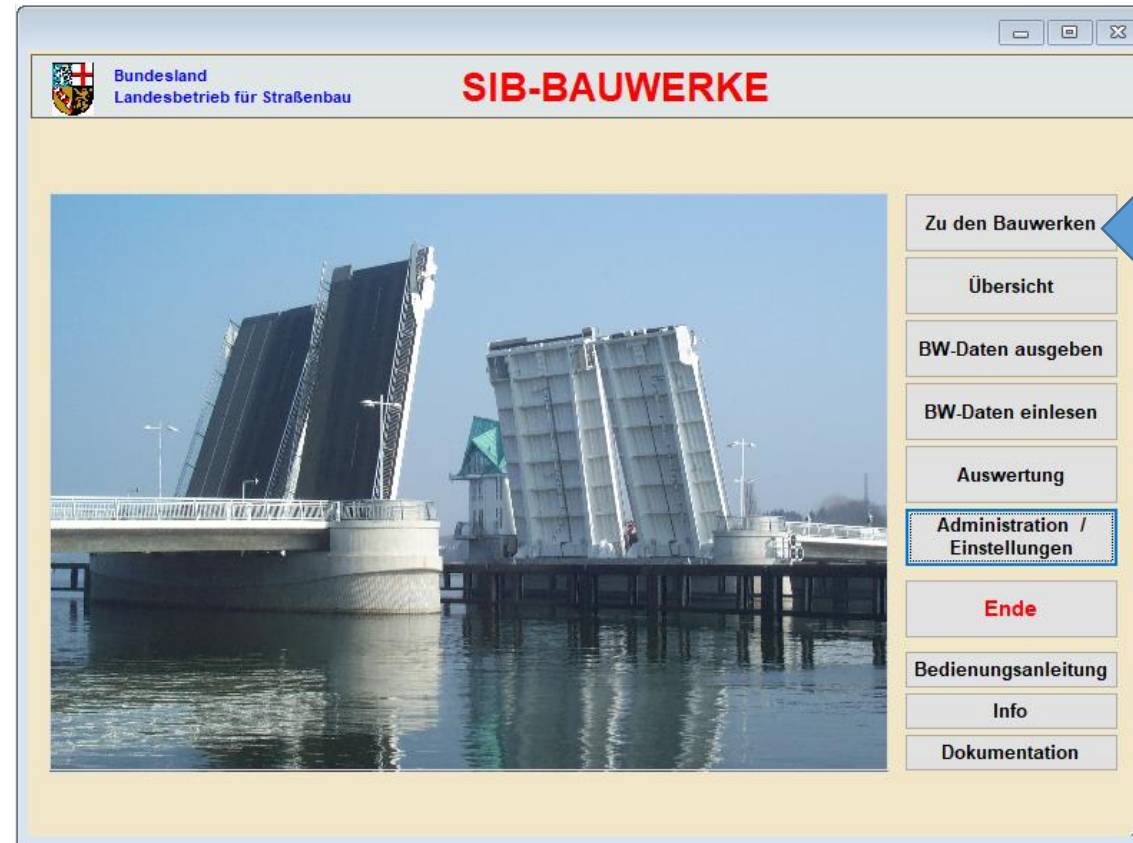 Bundesland
Landesbetrieb für Straßenbau
SIB-BAUWERKE
Zu den Bauwerken
Übersicht
BW-Daten ausgeben
BW-Daten einlesen
Auswertung
Administration /
Einstellungen
Ende
Bedienungsanleitung
Info
Dokumentation